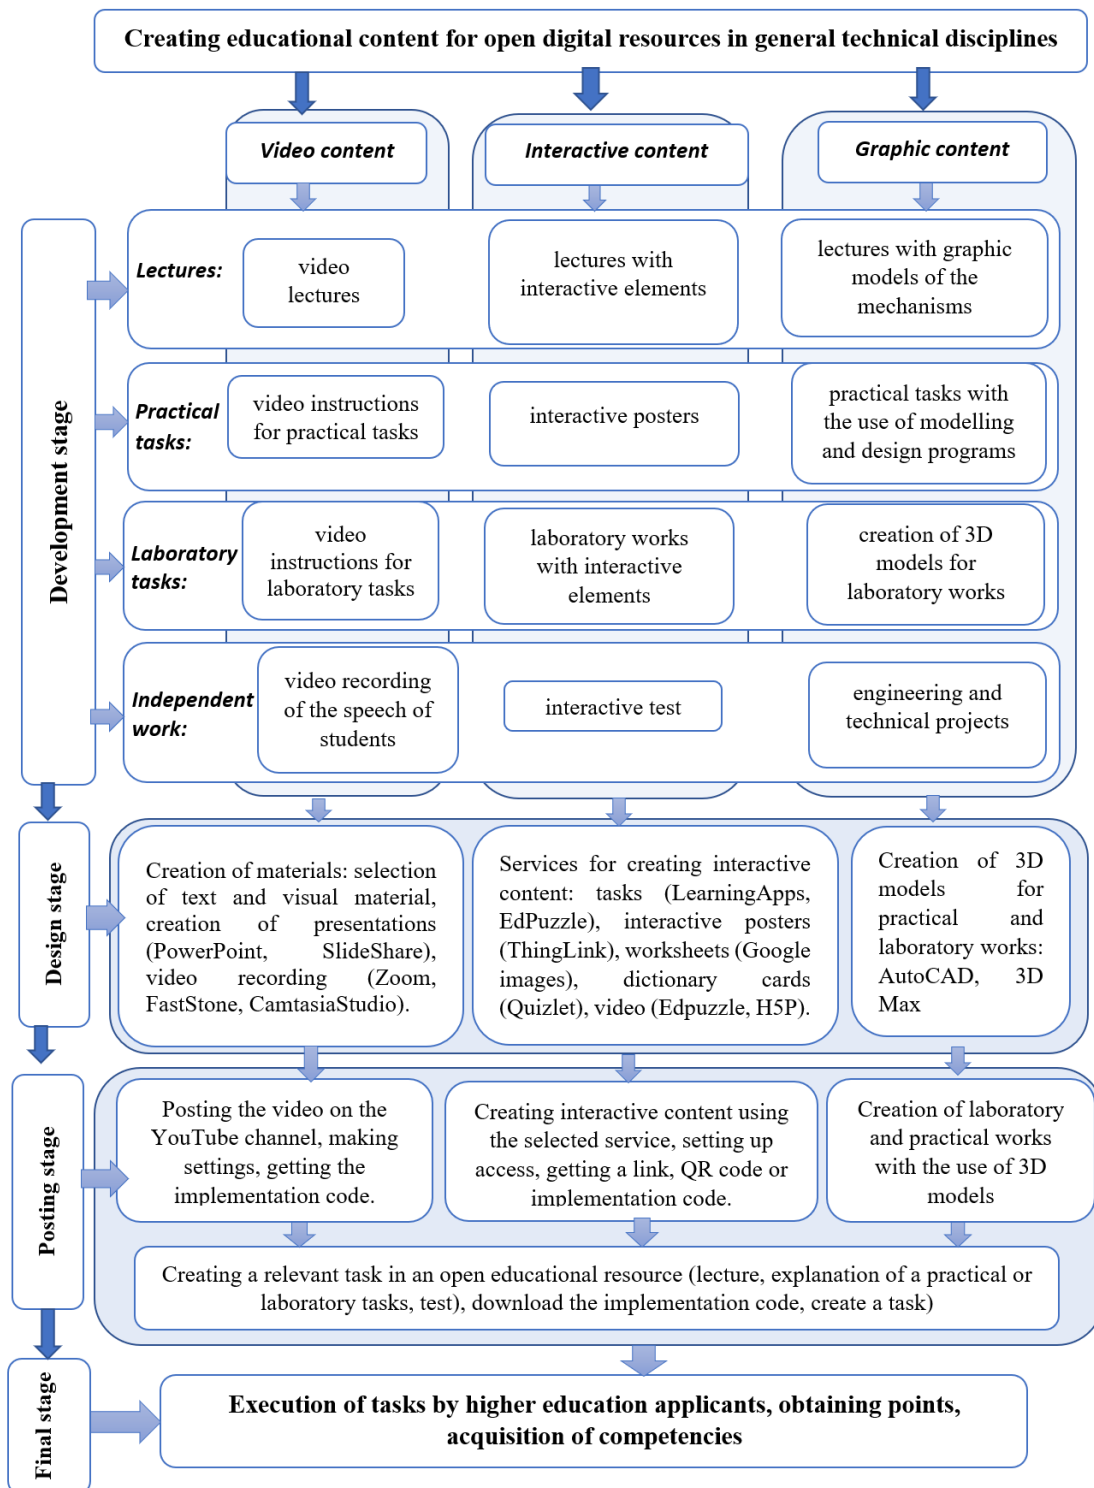 Creating educational content for open digital resources in general technical disciplines
Video content
Interactive content
Graphic content
Development stage
Lectures:
video
lectures
lectures with
interactive elements
lectures with graphic
models of the
mechanisms
Practical
tasks:
video instructions
for practical tasks
interactive posters
practical tasks with
the use of modelling
and design programs
Laboratory
tasks:
video
instructions for
laboratory tasks
laboratory works
with interactive
elements
creation of 3D
models for
laboratory works
Independent
work:
video recording
of the speech of
students
interactive test
engineering and
technical projects
Design stage
Creation of materials: selection
of text and visual material,
creation of presentations
(PowerPoint, SlideShare),
video recording (Zoom,
FastStone, CamtasiaStudio).
Services for creating interactive
content: tasks (LearningApps,
EdPuzzle), interactive posters
(ThingLink), worksheets (Google
images), dictionary cards
(Quizlet), video (Edpuzzle, H5P).
Creation of 3D
models for
practical and
laboratory works:
AutoCAD, 3D
Max
Posting stage
Posting the video on the
YouTube channel, making
settings, getting the
implementation code.
Creating interactive content using
the selected service, setting up
access, getting a link, QR code or
implementation code.
Creation of laboratory
and practical works
with the use of 3D
models
Creating a relevant task in an open educational resource (lecture, explanation of a practical or
laboratory tasks, test), download the implementation code, create a task)
Final stage
Execution of tasks by higher education applicants, obtaining points,
acquisition of competencies